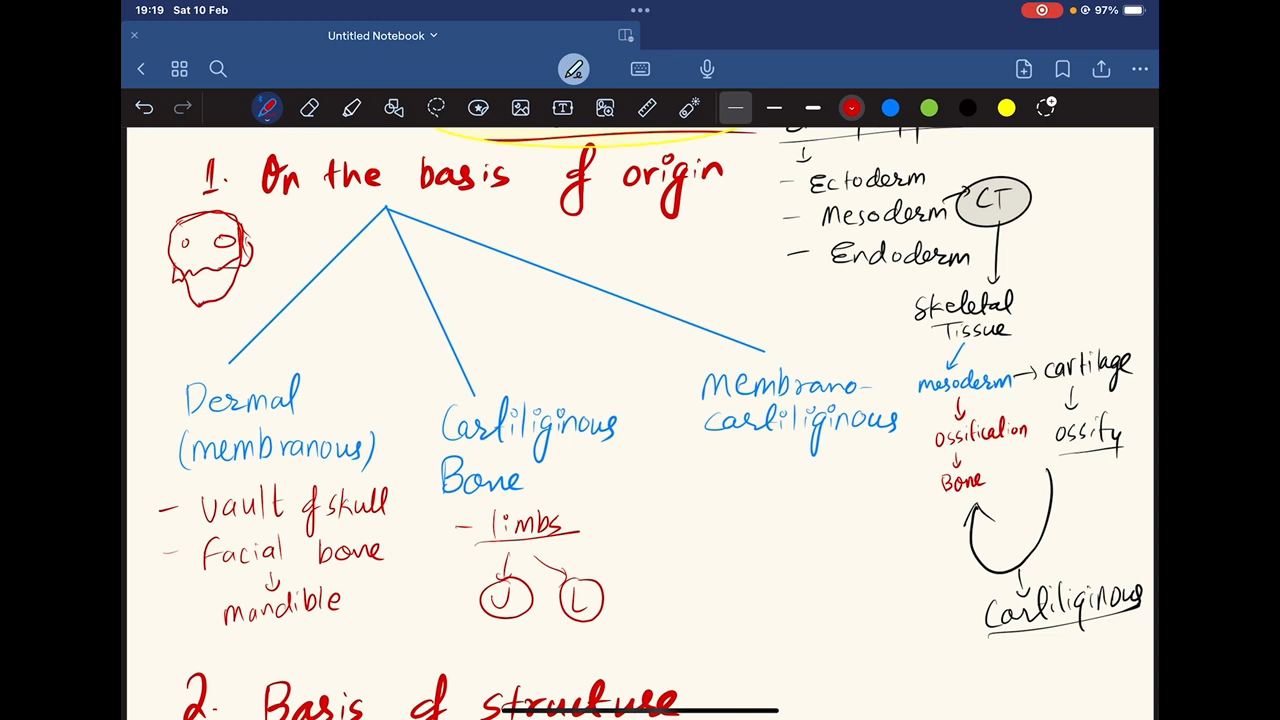 19:19 Sat 10 Feb
97%
Untitled Notebook
1. On the basis of origin
- Ectoderm
- Mesoderm
CT
- Endoderm
Skeletal
Tissue
mesoderm
cartilage
Ossification
ossify
Bone
Cartiliginous
Dermal
(membranous)
- Vault of skull
- Facial bone
mandible
Cartiliginous
Bone
- limbs
U
L
Membrano-
cartiliginous
2. Basis of structure